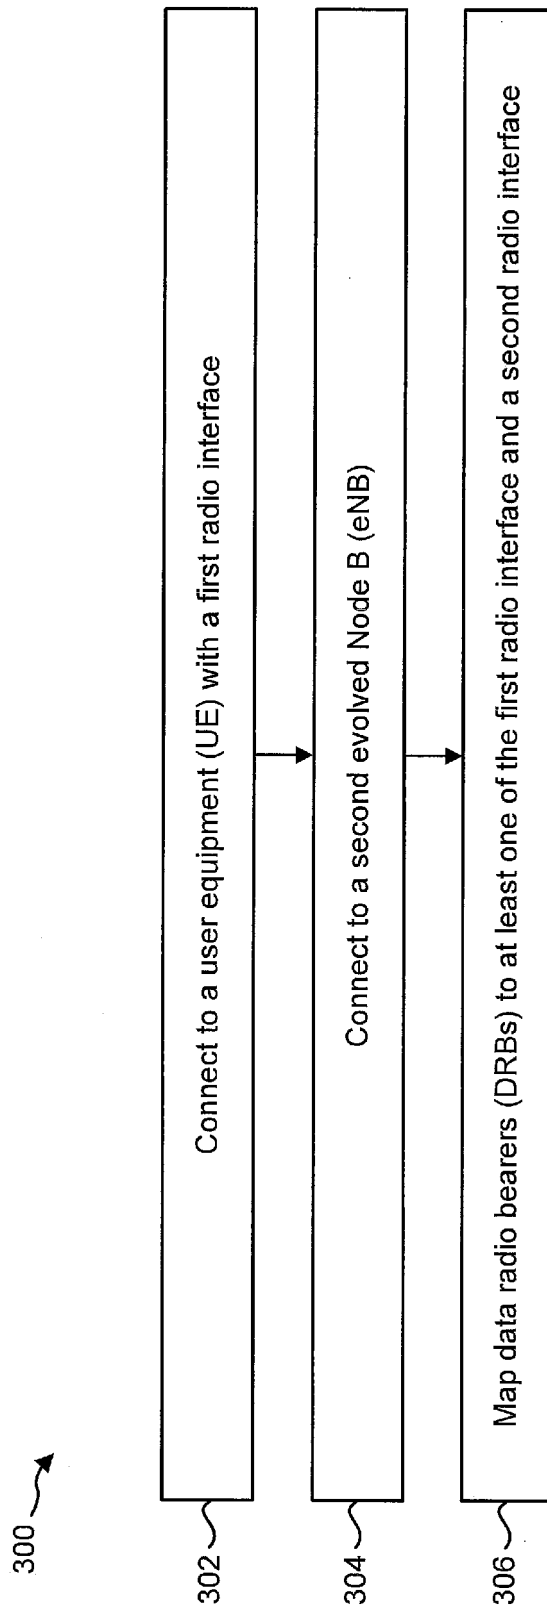 300
302
Connect to a user equipment (UE) with a first radio interface
304
Connect to a second evolved Node B (eNB)
306
Map data radio bearers (DRBs) to at least one of the first radio interface and a second radio interface